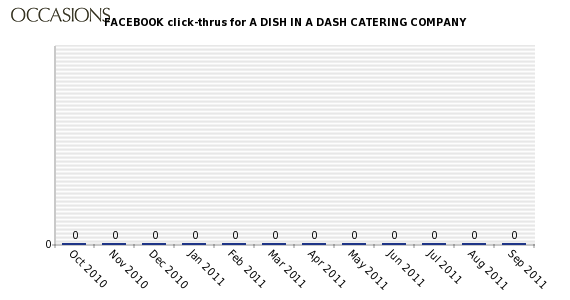 OCCASIONS
FACEBOOK click-thrus for A DISH IN A DASH CATERING COMPANY
0 0 0 0 0 0 0 0 0 0 0 0
0
Oct 2010 Nov 2010 Dec 2010 Jan 2011 Feb 2011 Mar 2011 Apr 2011 May 2011 Jun 2011 Jul 2011 Aug 2011 Sep 2011